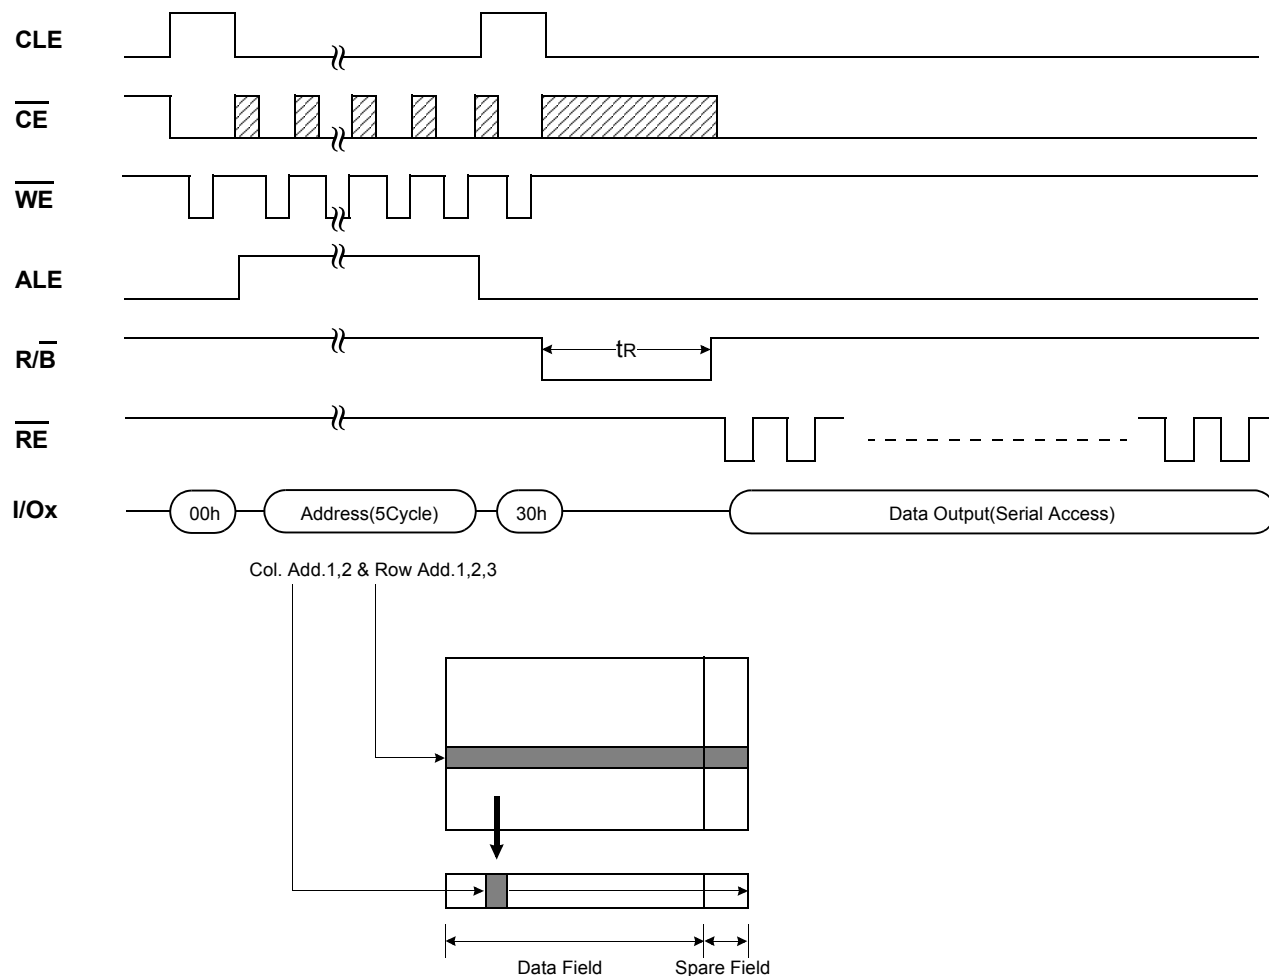 CLE
CE
WE
ALE
R/B
tR
RE
I/Ox
00h
Address(5Cycle)
30h
Data Output(Serial Access)
Col. Add.1,2 & Row Add.1,2,3
Data Field
Spare Field